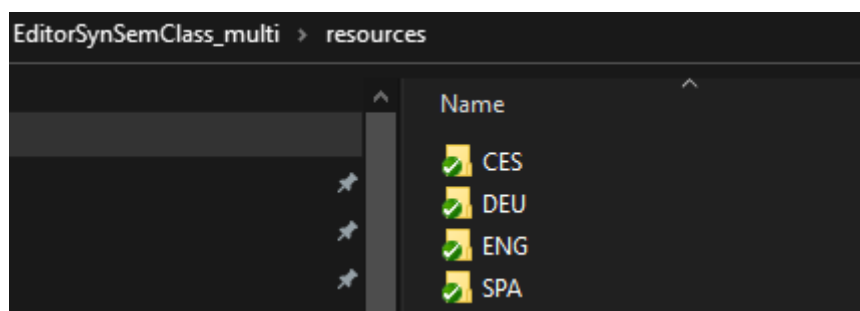 EditorSynSemClass_multi > resources
Name
CES
DEU
ENG
SPA